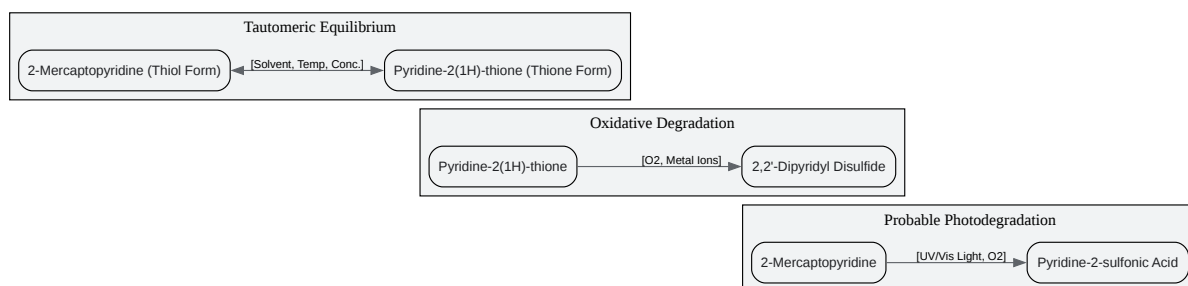 Tautomeric Equilibrium
2-Mercaptopyridine (Thiol Form)
[Solvent, Temp, Conc.]
Pyridine-2(1H)-thione (Thione Form)
Oxidative Degradation
Pyridine-2(1H)-thione
[O2, Metal Ions]
2,2'-Dipyridyl Disulfide
Probable Photodegradation
2-Mercaptopyridine
[UV/Vis Light, O2]
Pyridine-2-sulfonic Acid